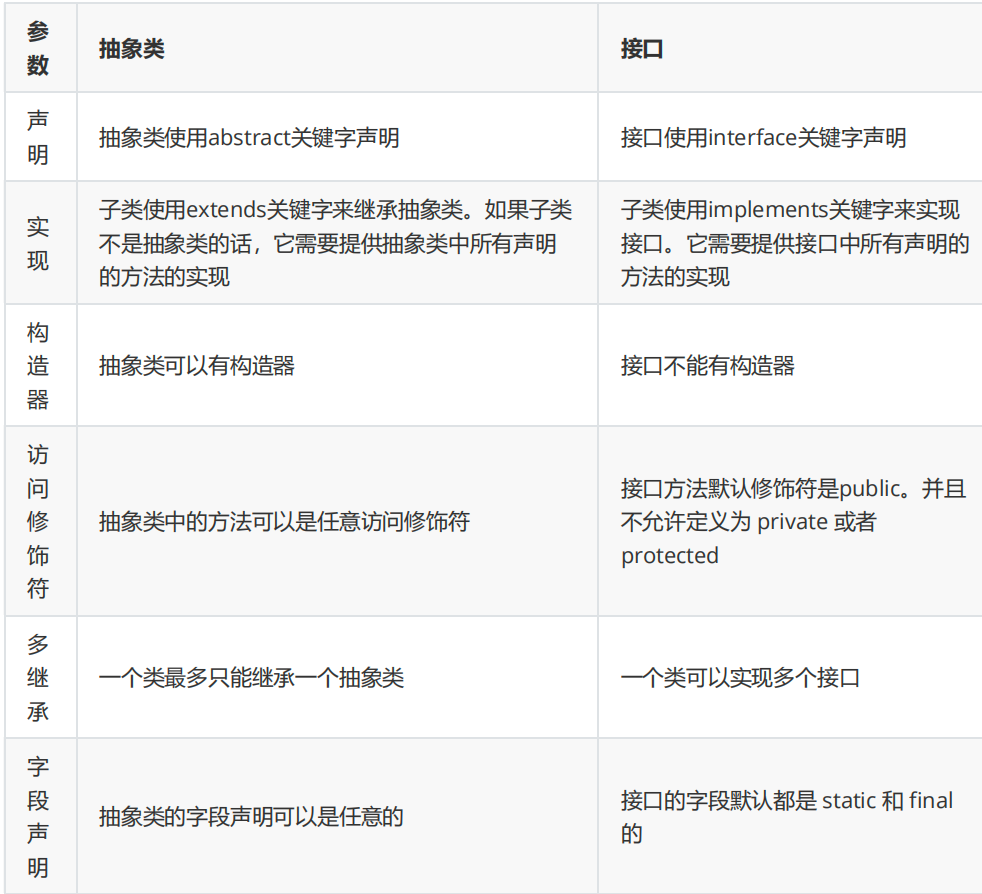 参
数
抽象类
接口
声
明
抽象类使用abstract关键字声明
接口使用interface关键字声明
实
现
子类使用extends关键字来继承抽象类。如果子类
不是抽象类的话，它需要提供抽象类中所有声明
的方法的实现
子类使用implements关键字来实现
接口。它需要提供接口中所有声明的
方法的实现
构
造
器
抽象类可以有构造器
接口不能有构造器
访
问
修
饰
符
抽象类中的方法可以是任意访问修饰符
接口方法默认修饰符是public。并且
不允许定义为 private 或者
protected
多
继
承
一个类最多只能继承一个抽象类
一个类可以实现多个接口
字
段
声
明
抽象类的字段声明可以是任意的
接口的字段默认都是 static 和 final
的